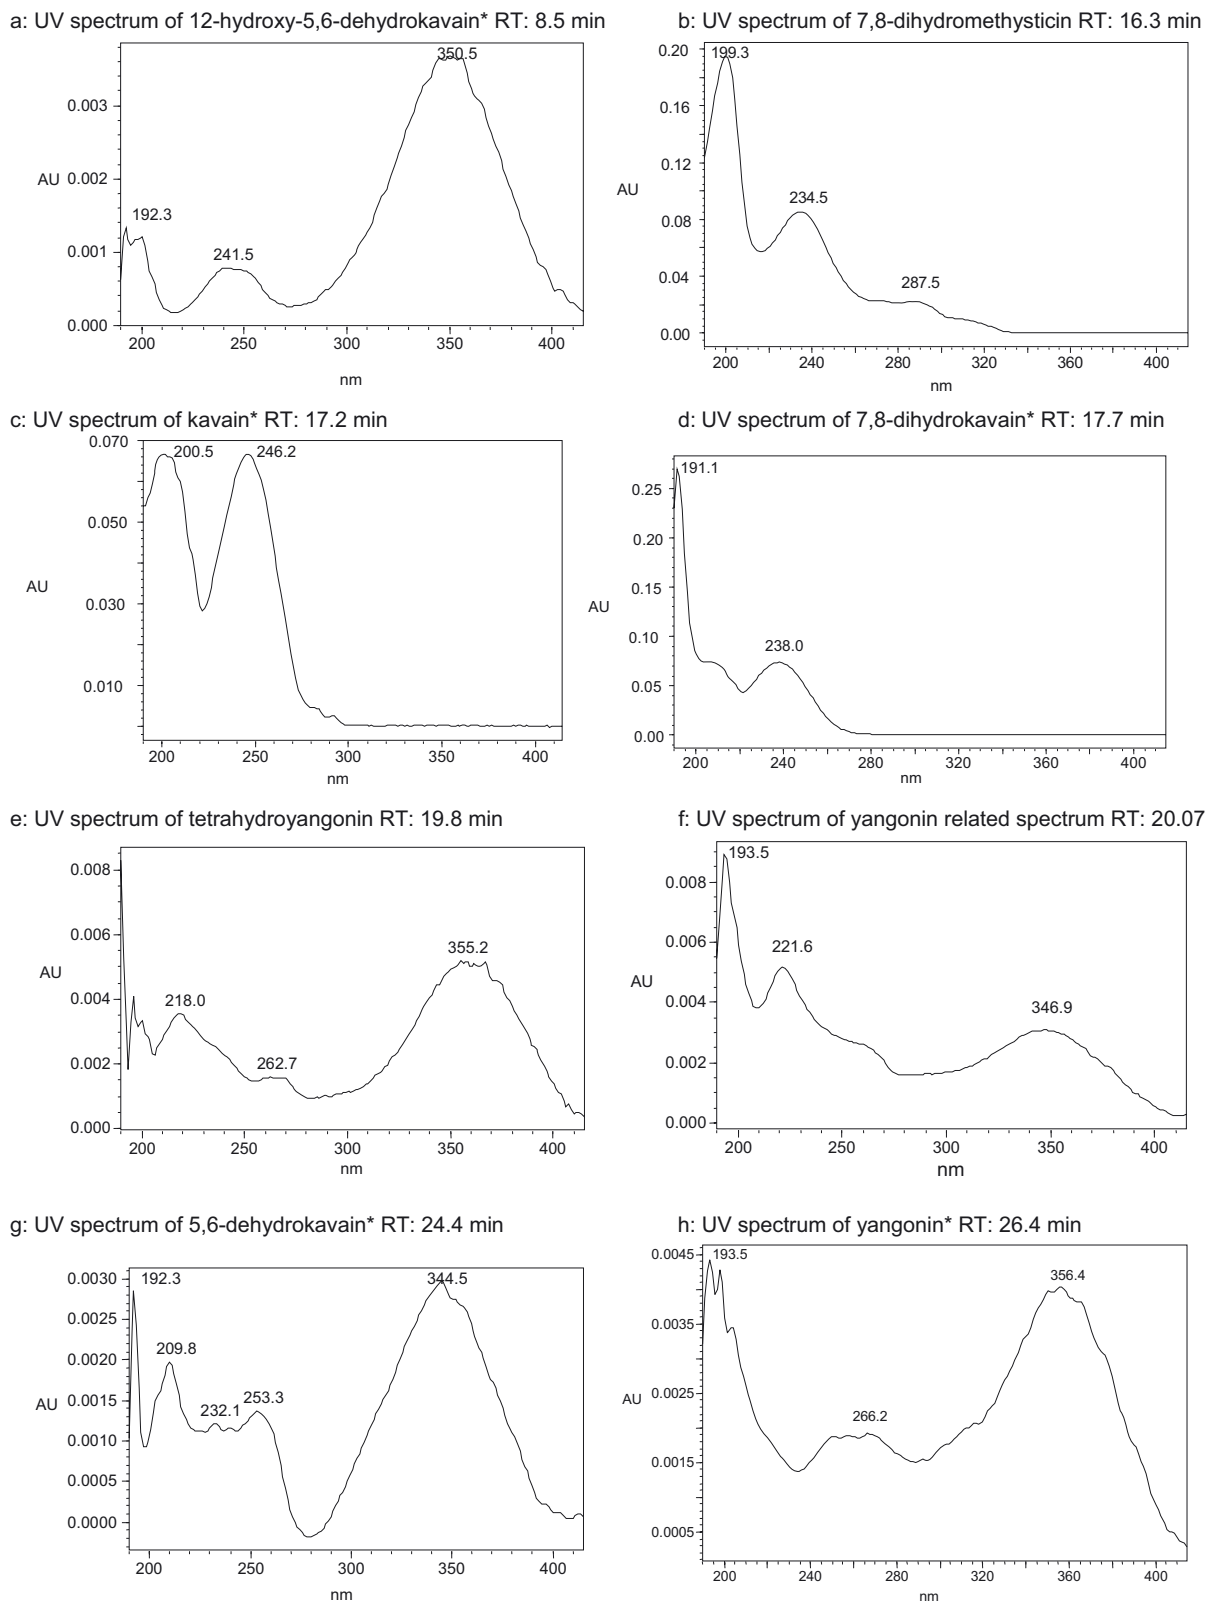 a: UV spectrum of 12-hydroxy-5,6-dehydrokavain* RT: 8.5 min
350.5
0.003
AU 0.002
192.3
0.001
241.5
0.000
200 250 300 350 400
nm
b: UV spectrum of 7,8-dihydromethysticin RT: 16.3 min
0.20
199.3
0.16
0.12
AU
234.5
0.08
0.04
287.5
0.00
200 240 280 320 360 400
nm
c: UV spectrum of kavain* RT: 17.2 min
0.070
200.5 246.2
0.050
AU
0.030
0.010
200 250 300 350 400
nm
d: UV spectrum of 7,8-dihydrokavain* RT: 17.7 min
191.1
0.25
0.20
0.15
AU
0.10
238.0
0.05
0.00
200 240 280 320 360 400
nm
e: UV spectrum of tetrahydroyangonin RT: 19.8 min
0.008
0.006
355.2
AU
0.004
218.0
262.7
0.002
0.000
200 250 300 350 400
nm
f: UV spectrum of yangonin related spectrum RT: 20.07
193.5
0.008
0.006
221.6
AU
0.004
346.9
0.002
0.000
200 250 300 350 400
nm
g: UV spectrum of 5,6-dehydrokavain* RT: 24.4 min
0.0030 192.3 344.5
0.0025
0.0020
209.8
AU 0.0015
232.1 253.3
0.0010
0.0005
0.0000
200 250 300 350 400
nm
h: UV spectrum of yangonin* RT: 26.4 min
0.0045 193.5
356.4
0.0035
AU 0.0025
266.2
0.0015
0.0005
200 240 280 320 360 400
nm